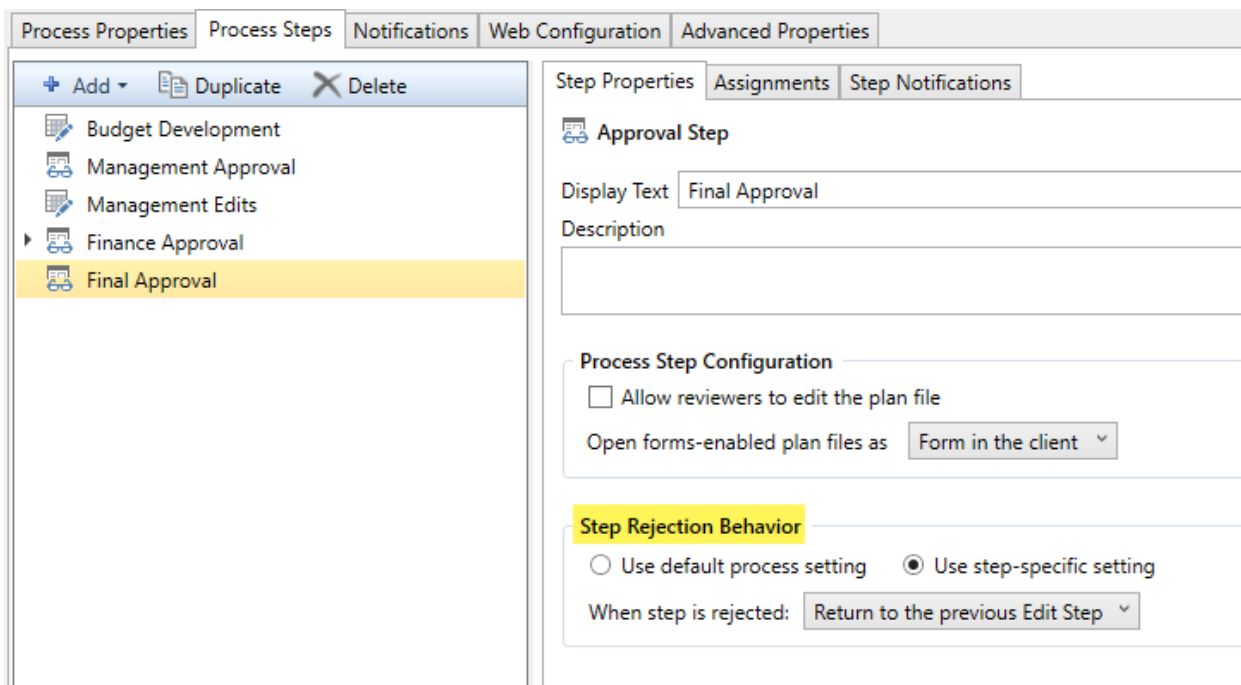 Process Properties Process Steps Notifications Web Configuration Advanced Properties
Add Duplicate Delete
Budget Development
Management Approval
Management Edits
Finance Approval
Final Approval
Step Properties Assignments Step Notifications
Approval Step
Display Text Final Approval
Description
Process Step Configuration
Allow reviewers to edit the plan file
Open forms-enabled plan files as Form in the client
Step Rejection Behavior
Use default process setting Use step-specific setting
When step is rejected: Return to the previous Edit Step